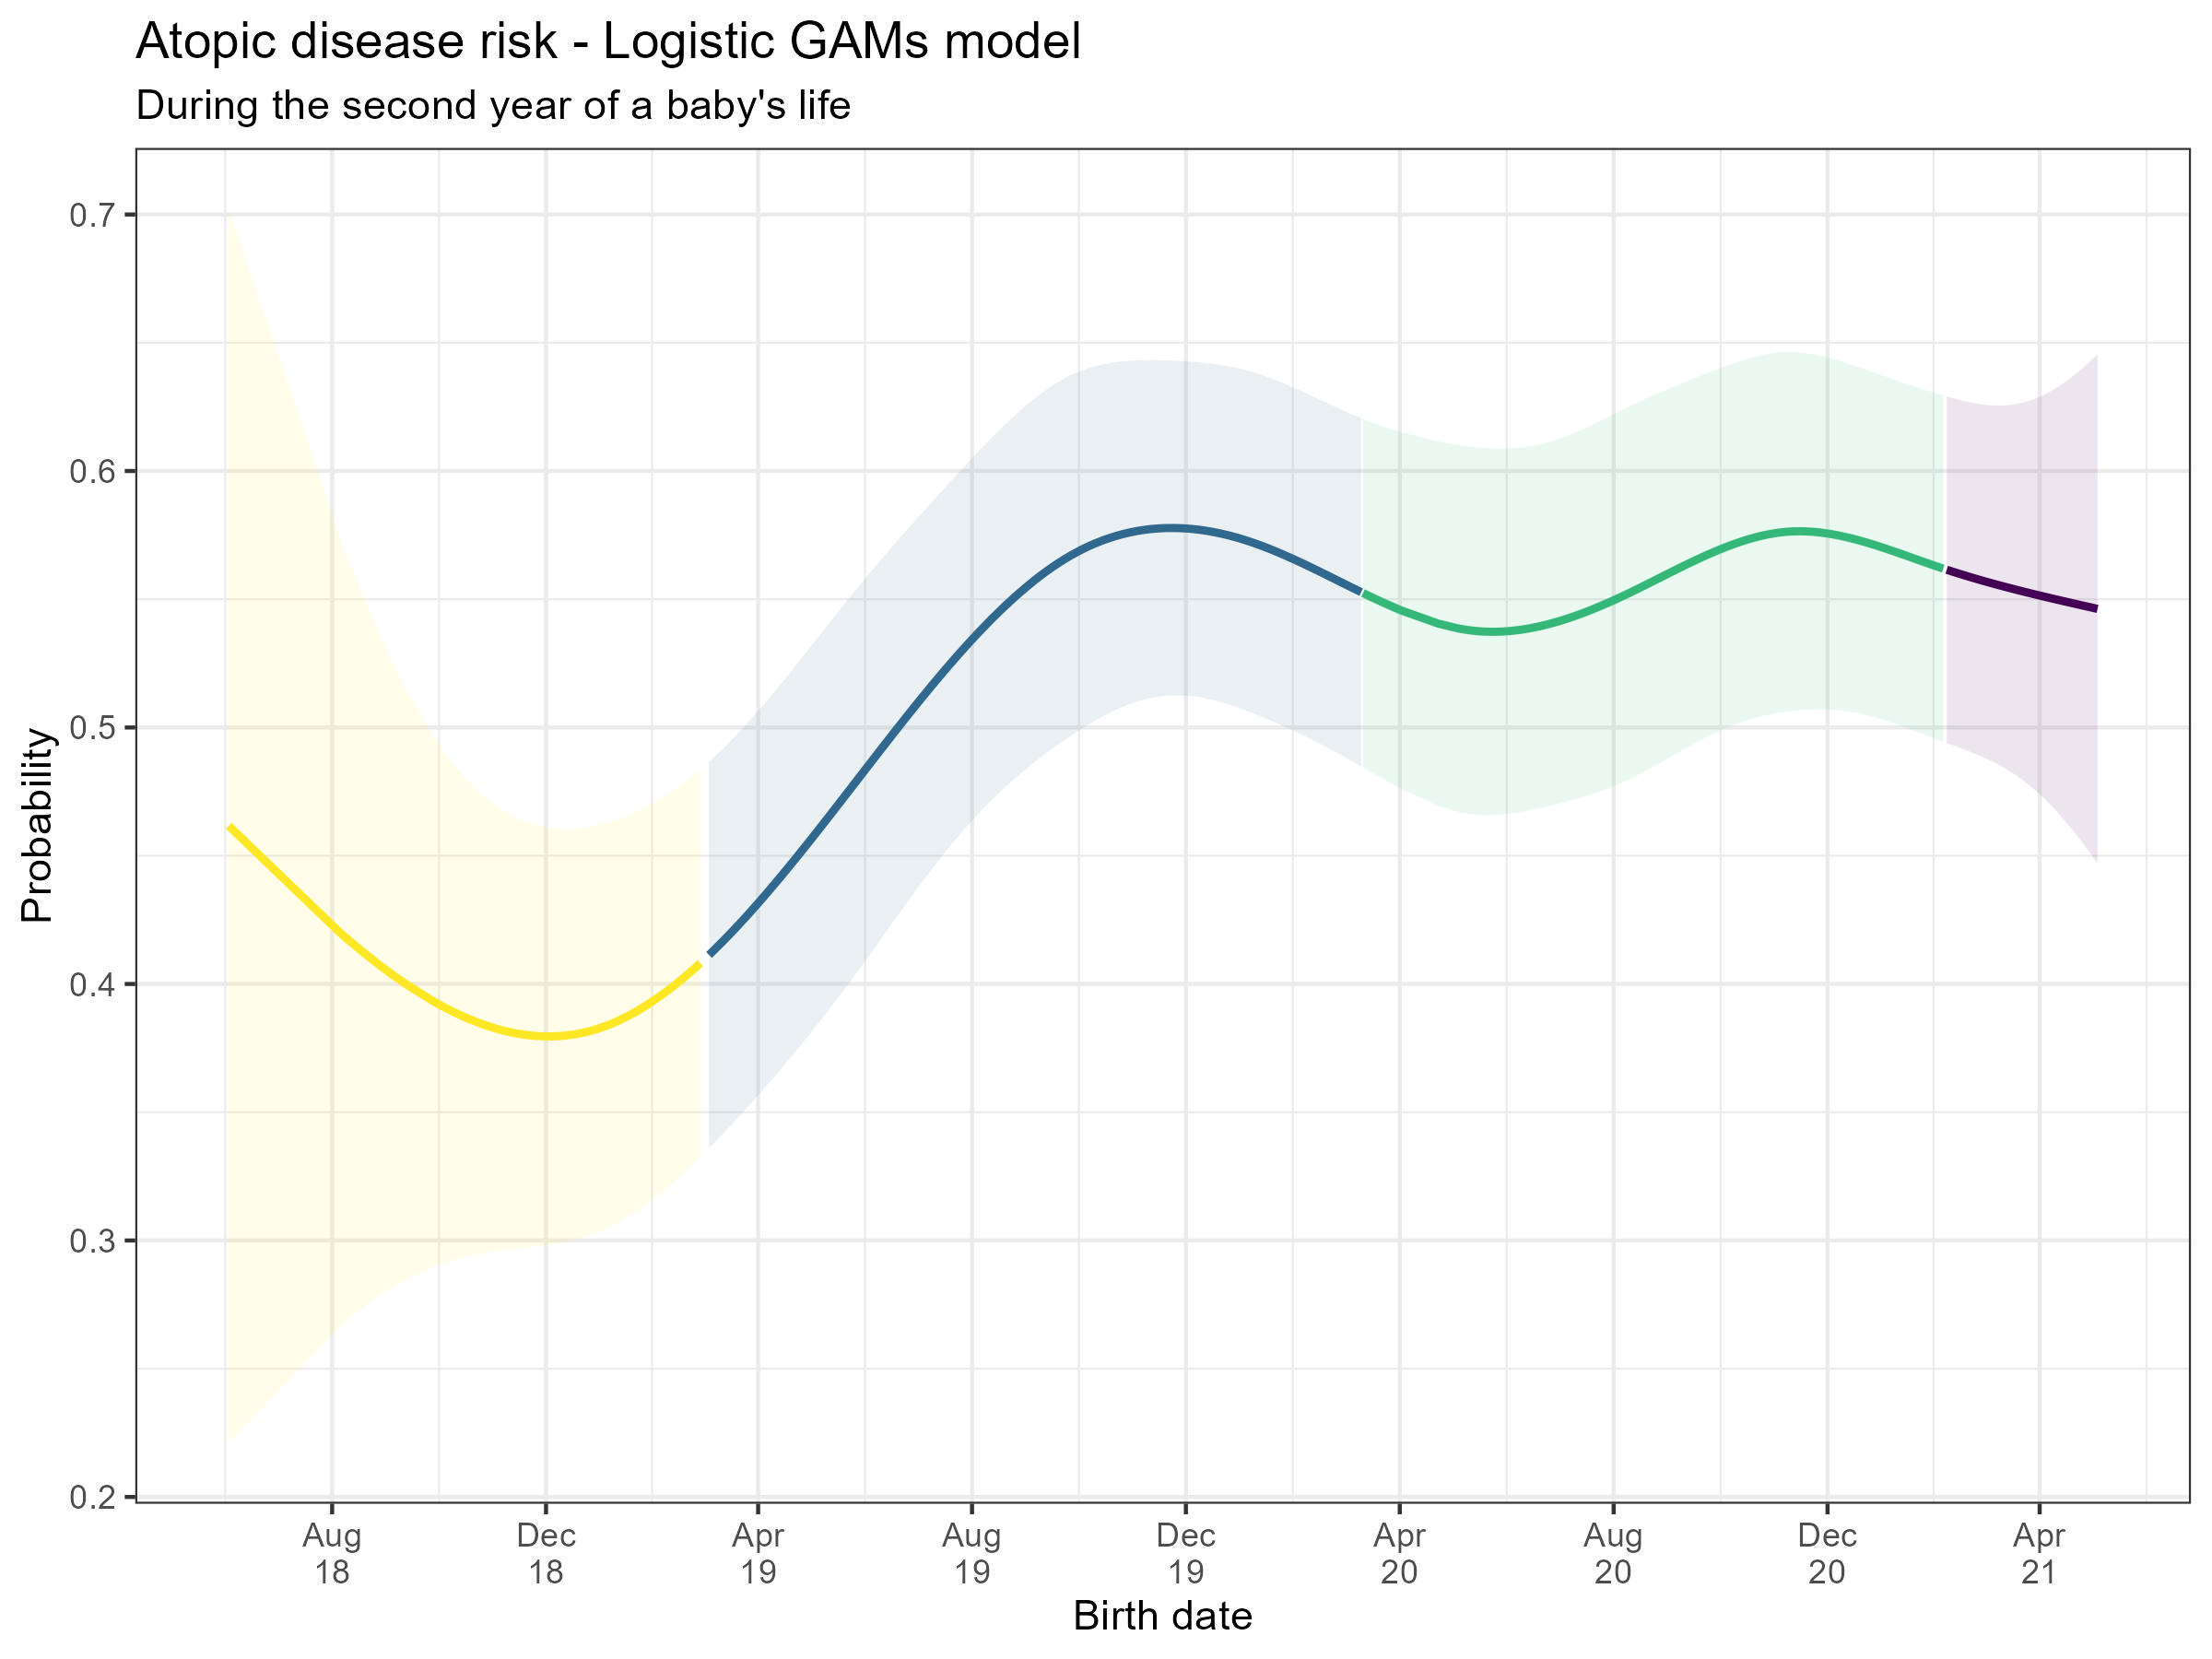 Atopic disease risk - Logistic GAMs model
During the second year of a baby's life
Probability
0.7
0.6
0.5
0.4
0.3
0.2
Aug Dec Apr Aug Dec Apr Aug Dec Apr
18 18 19 19 19 20 20 20 21
Birth date